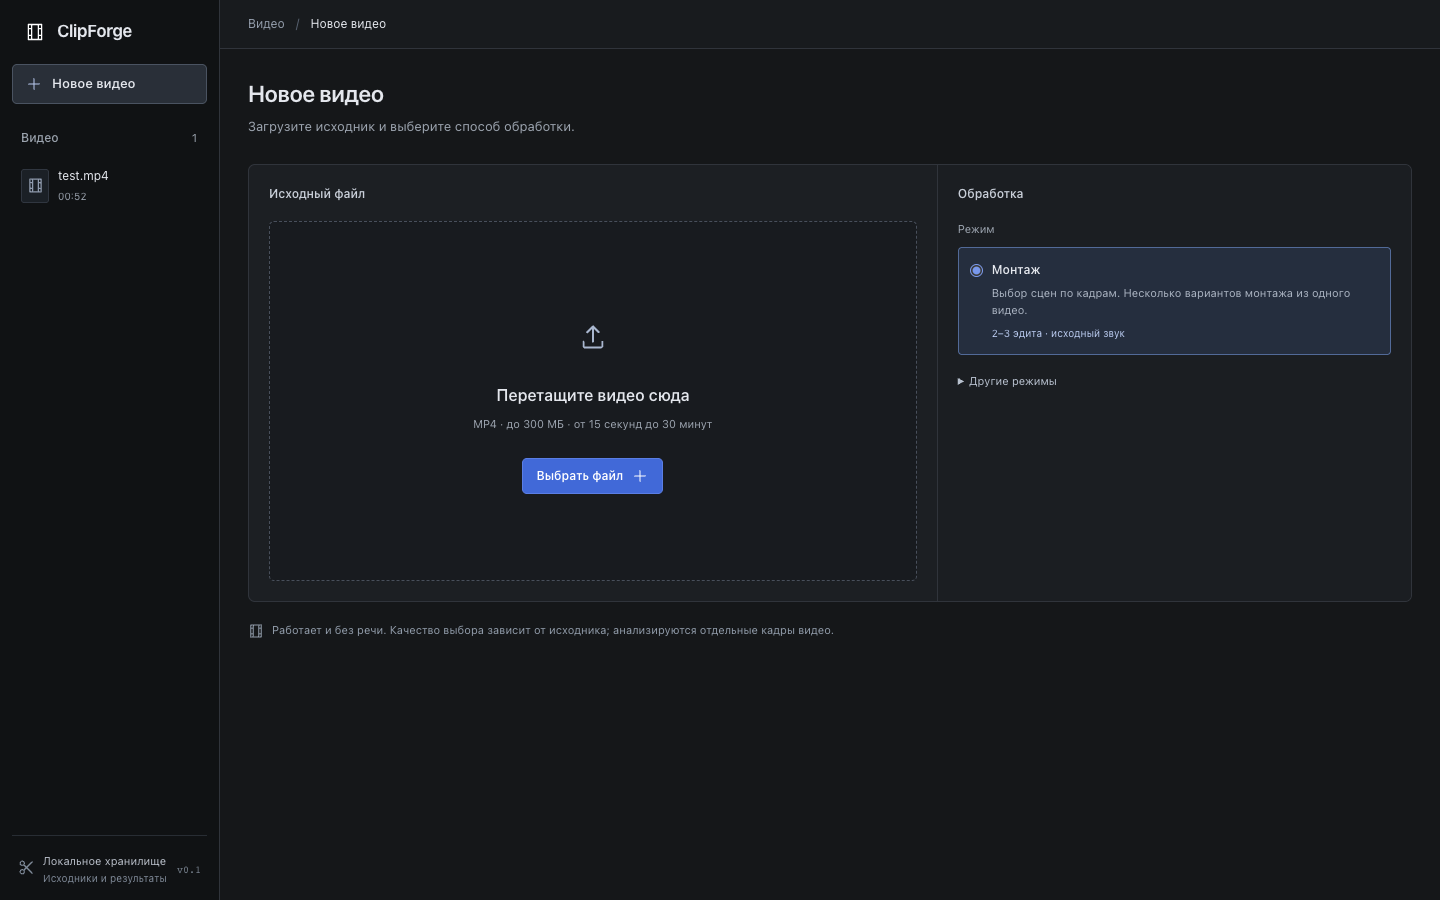 ClipForge
Новое видео
Видео 1
test.mp4
00:52
Локальное хранилище
Исходники и результаты
v0.1
Видео / Новое видео
Новое видео
Загрузите исходник и выберите способ обработки.
Исходный файл
Перетащите видео сюда
MP4 · до 300 МБ · от 15 секунд до 30 минут
Выбрать файл
Обработка
Режим
Монтаж
Выбор сцен по кадрам. Несколько вариантов монтажа из одного
видео.
2–3 эдита · исходный звук
Другие режимы
Работает и без речи. Качество выбора зависит от исходника; анализируются отдельные кадры видео.